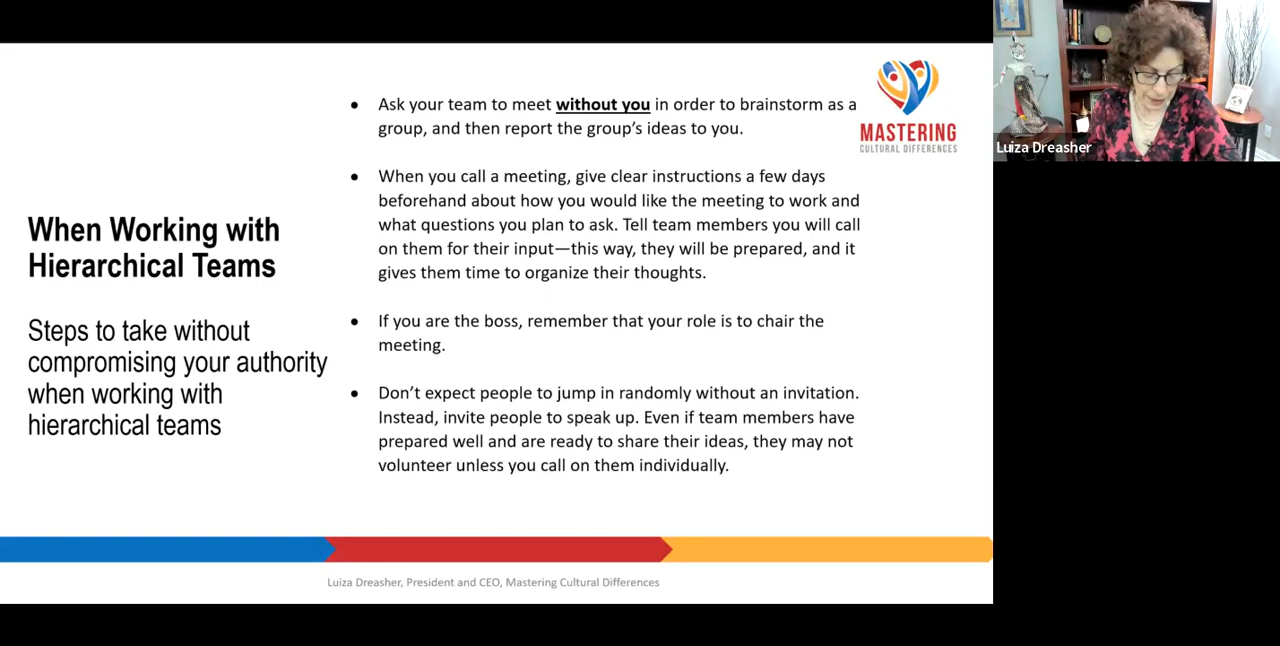 When Working with
Hierarchical Teams
Steps to take without
compromising your authority
when working with
hierarchical teams
● Ask your team to meet without you in order to brainstorm as a
group, and then report the group’s ideas to you.
● When you call a meeting, give clear instructions a few days
beforehand about how you would like the meeting to work and
what questions you plan to ask. Tell team members you will call
on them for their input—this way, they will be prepared, and it
gives them time to organize their thoughts.
● If you are the boss, remember that your role is to chair the
meeting.
● Don’t expect people to jump in randomly without an invitation.
Instead, invite people to speak up. Even if team members have
prepared well and are ready to share their ideas, they may not
volunteer unless you call on them individually.
MASTERING
CULTURAL DIFFERENCES
Luiza Dreasher, President and CEO, Mastering Cultural Differences
Luiza Dreasher